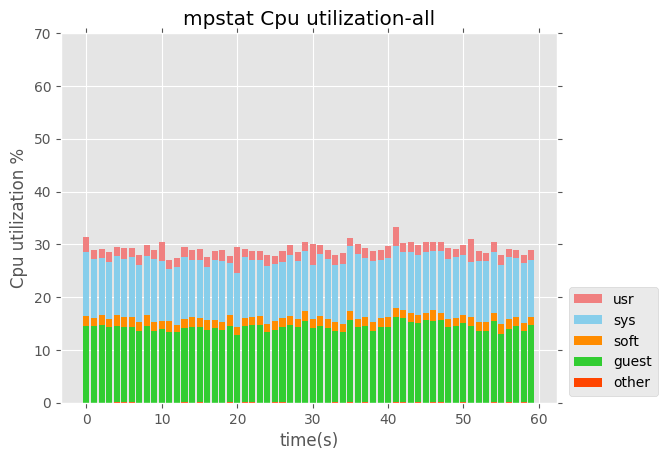 mpstat Cpu utilization-all
Cpu utilization %
70
60
50
40
30
20
10
0
0
10
20
30
40
50
60
time(s)
usr
sys
soft
guest
other